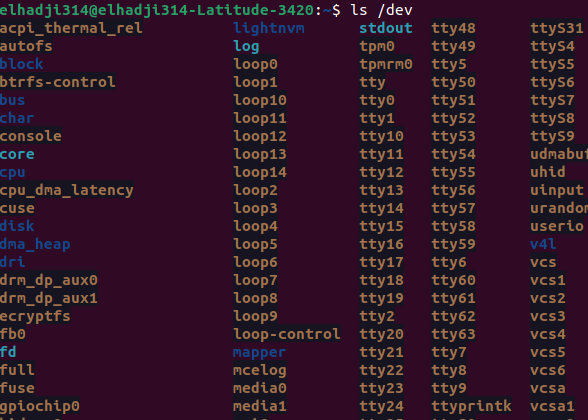 elhadji314@elhadji314-Latitude-3420:~$ ls /dev
acpi_thermal_rel lightnvm stdout tty48 ttyS31
autofs log tpm0 tty49 ttyS4
block loop0 tpmrm0 tty5 ttyS5
btrfs-control loop1 tty tty50 ttyS6
bus loop10 tty0 tty51 ttyS7
char loop11 tty1 tty52 ttyS8
console loop12 tty10 tty53 ttyS9
core loop13 tty11 tty54 udmabuf
cpu loop14 tty12 tty55 uhid
cpu_dma_latency loop2 tty13 tty56 uinput
cuse loop3 tty14 tty57 urandom
disk loop4 tty15 tty58 userio
dma_heap loop5 tty16 tty59 v4l
dri loop6 tty17 tty6 vcs
drm_dp_aux0 loop7 tty18 tty60 vcs1
drm_dp_aux1 loop8 tty19 tty61 vcs2
ecryptfs loop9 tty2 tty62 vcs3
fb0 loop-control tty20 tty63 vcs4
fd mapper tty21 tty7 vcs5
full mcelog tty22 tty8 vcs6
fuse media0 tty23 tty9 vcsa
gpiochip0 media1 tty24 ttyprintk vcsa1